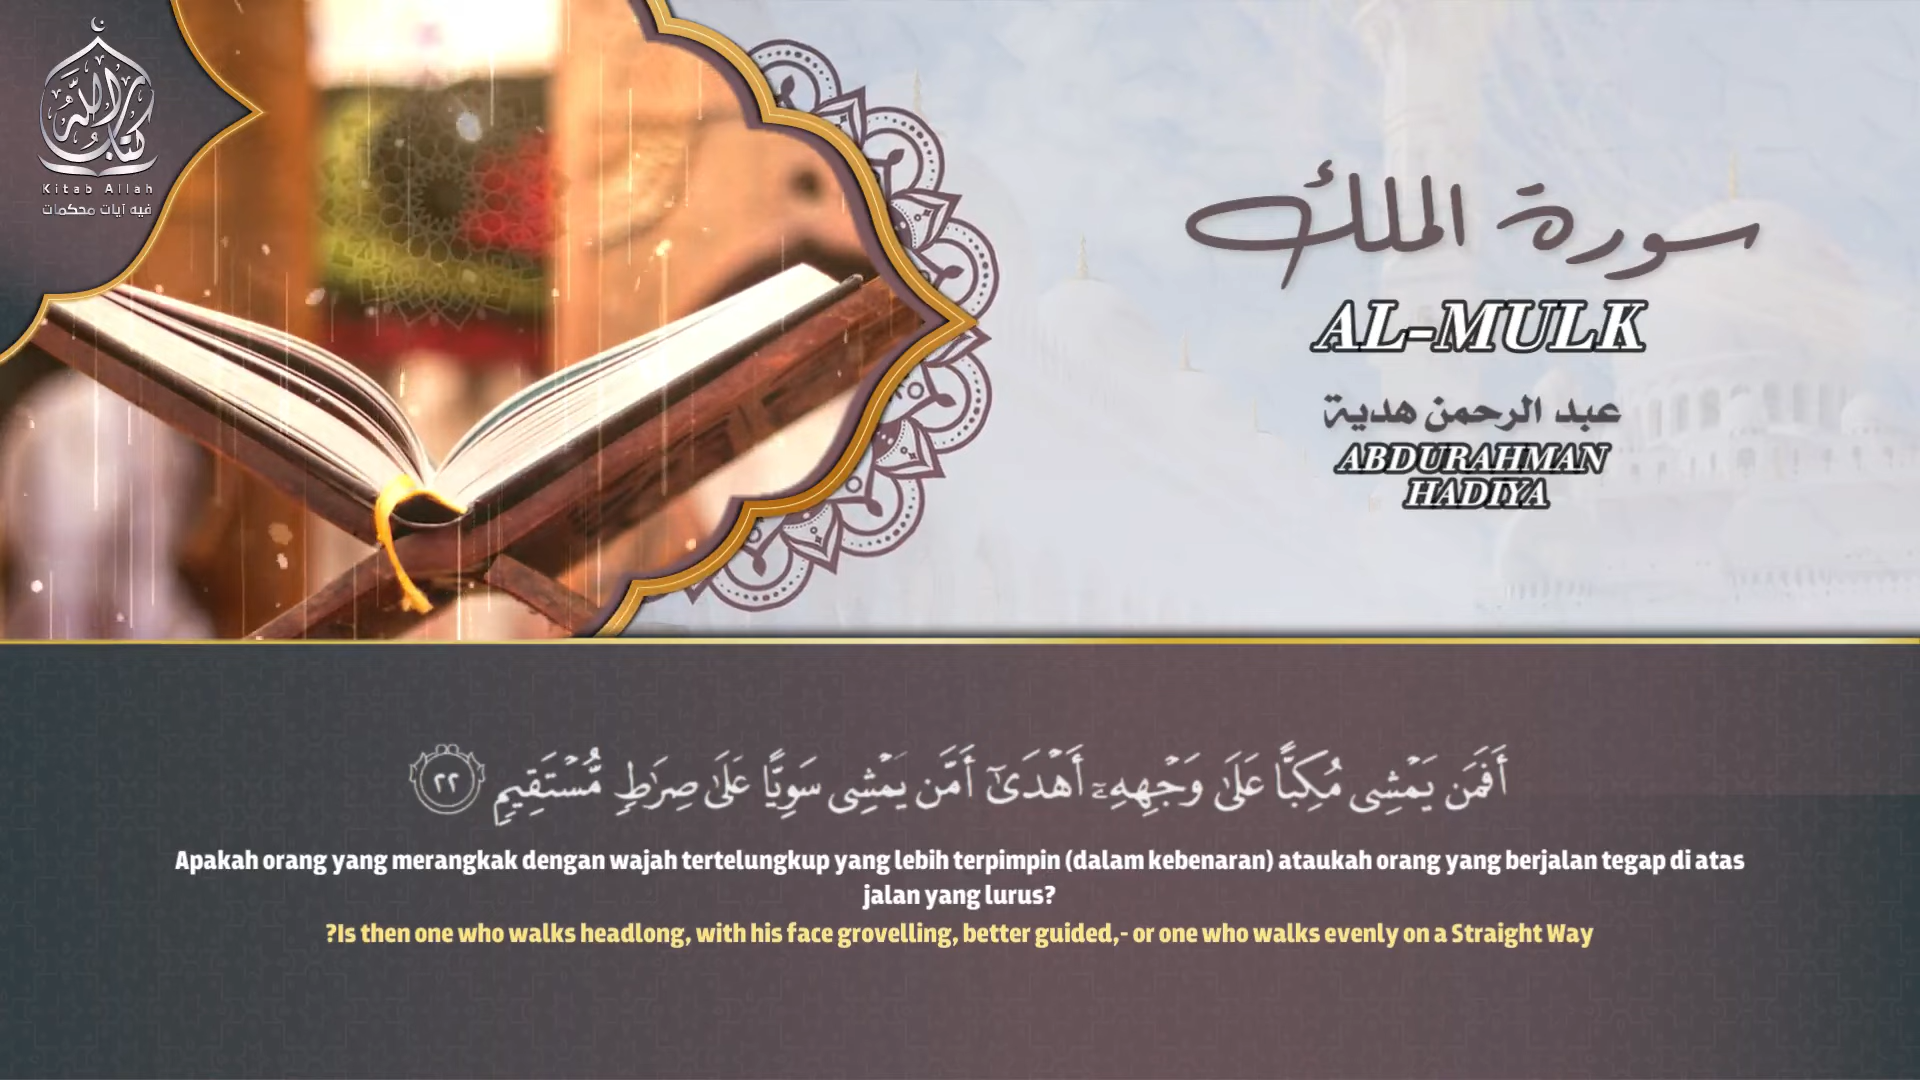 كتاب الله
Kitab Allah
فيه آيات محكمات
سورة الملك
AL-MULK
عبد الرحمن هدية
ABDURAHMAN
HADIYA
أَفَمَن يَمْشِى مُكِبًّا عَلَىٰ وَجْهِهِۦٓ أَهْدَىٰٓ أَمَّن يَمْشِى سَوِيًّا عَلَىٰ صِرَٰطٍ مُّسْتَقِيمٍ ٢٢
Apakah orang yang merangkak dengan wajah tertelungkup yang lebih terpimpin (dalam kebenaran) ataukah orang yang berjalan tegap di atas
jalan yang lurus?
?Is then one who walks headlong, with his face grovelling, better guided,- or one who walks evenly on a Straight Way